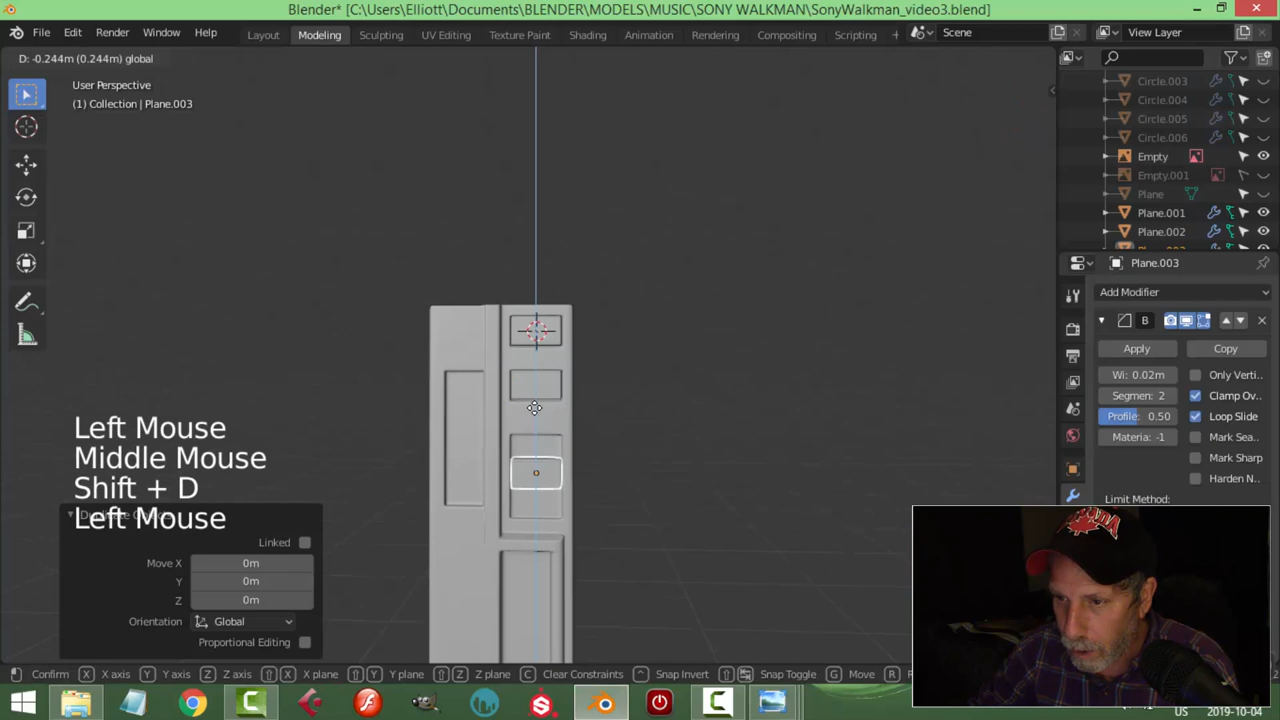 Blender* [C:\Users\Elliott\Documents\BLENDER\MODELS\MUSIC\SONY WALKMAN\SonyWalkman_video3.blend]
File Edit Render Window Help Layout Modeling Sculpting UV Editing Texture Paint Shading Animation Rendering Compositing Scripting + Scene View Layer
D: -0.244m (0.244m) global
User Perspective
(1) Collection | Plane.003
Circle.003
Circle.004
Circle.005
Circle.006
Empty
Empty.001
Plane
Plane.001
Plane.002
Plane.003
Add Modifier
B
Apply Copy
Wi: 0.02m Only Verti..
Segmen: 2 Clamp Ov..
Profile: 0.50 Loop Slide
Materia: -1 Mark Sea..
Mark Sharp
Harden N..
Limit Method:
Left Mouse
Middle Mouse
Shift + D
Left Mouse
Linked
Move X 0m
Y 0m
Z 0m
Orientation Global
Proportional Editing
Confirm X X axis Y Y axis Z Z axis X X plane Y Y plane Z Z plane C Clear Constraints Snap Invert Snap Toggle G Move R
CANADA
US 2019-10-04